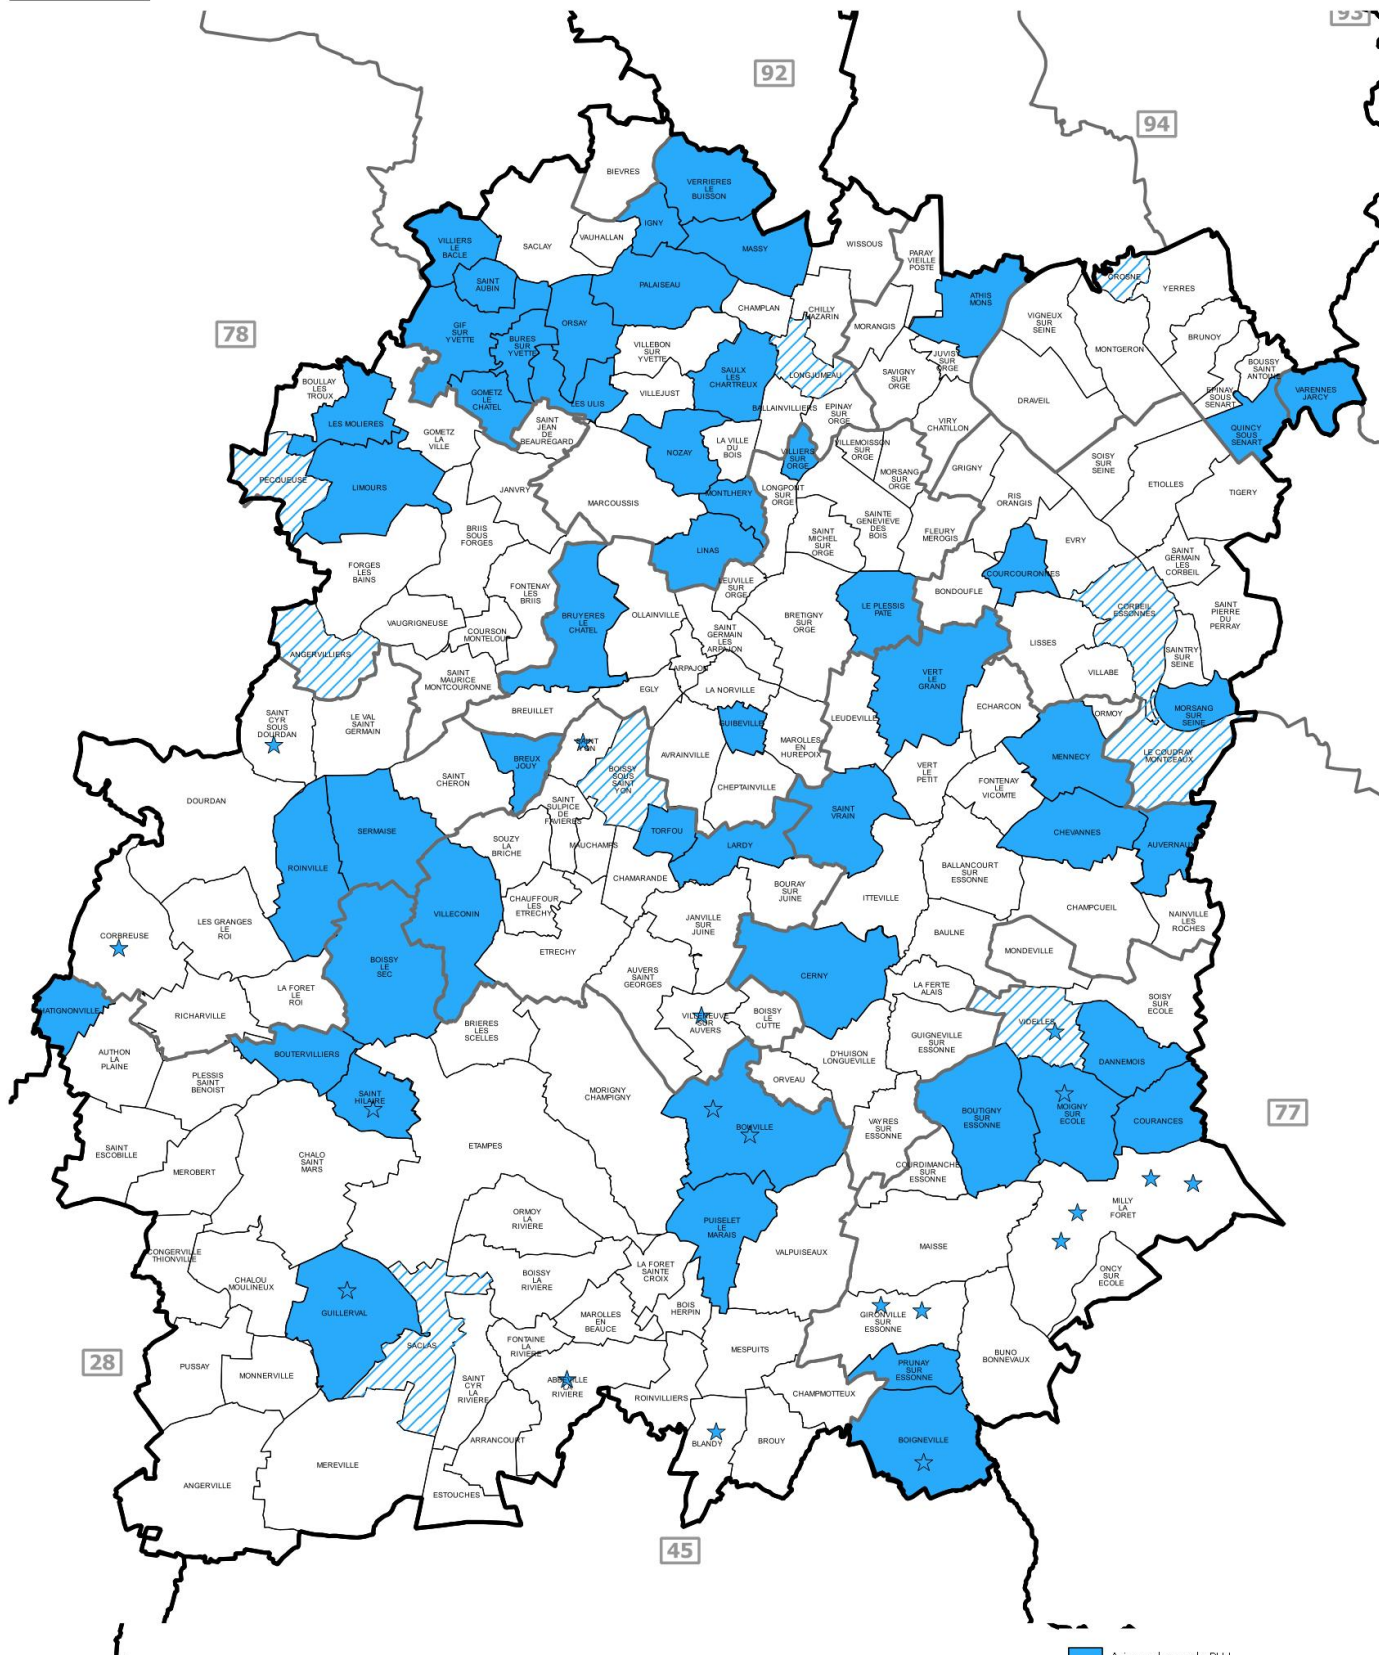 93
92
94
BIEVRES
VERRIERES
LE
BUISSON
IGNY
VAUHALLAN
SACLAY
VILLIERS
LE
BACLE
MASSY
WISSOUS
PARAY
VIEILLE
POSTE
SAINT
AUBIN
PALAISEAU
ATHIS
MONS
CROSNE
YERRES
CHAMPLAN
CHILLY
MAZARIN
MORANGIS
VIGNEUX
SUR
SEINE
78
GIF
SUR
YVETTE
BURES
SUR
YVETTE
ORSAY
VILLEBON
SUR
YVETTE
MONTGERON
BRUNOY
BOUSSY
SAINT
ANTOINE
JUVISY
SUR
ORGE
SAVIGNY
SUR
ORGE
LONGJUMEAU
SAULX
LES
CHARTREUX
BOULLAY
LES
TROUX
GOMETZ
LE
CHATEL
LES ULIS
VILLEJUST
EPINAY
SOUS
SENART
VARENNES
JARCY
DRAVEIL
BALLAINVILLIERS
EPINAY
SUR
ORGE
VIRY
CHATILLON
LES MOLIERES
GOMETZ
LA
VILLE
SAINT
JEAN
DE
BEAUREGARD
QUINCY
SOUS
SENART
NOZAY
LA VILLE
DU
BOIS
VILLIERS
SUR
ORGE
VILLEMOISSON
SUR
ORGE
MORSANG
SUR
ORGE
GRIGNY
SOISY
SUR
SEINE
ETIOLLES
TIGERY
PECQUEUSE
LIMOURS
JANVRY
MARCOUSSIS
MONTLHERY
LONGPONT
SUR
ORGE
RIS
ORANGIS
SAINTE
GENEVIEVE
DES
BOIS
FLEURY
MEROGIS
BRIIS
SOUS
FORGES
LINAS
SAINT
MICHEL
SUR
ORGE
EVRY
SAINT
GERMAIN
LES
CORBEIL
FORGES
LES
BAINS
FONTENAY
LES
BRIIS
LEUVILLE
SUR
ORGE
COURCOURONNES
BONDOUFLE
BRUYERES
LE
CHATEL
OLLAINVILLE
BRETIGNY
SUR
ORGE
LE PLESSIS
PATE
CORBEIL
ESSONNES
SAINT
PIERRE
DU
PERRAY
VAUGRIGNEUSE
COURSON
MONTELOUP
SAINT
GERMAIN
LES
ARPAJON
LISSES
ANGERVILLIERS
ARPAJON
SAINTRY
SUR
SEINE
VILLABE
VERT
LE
GRAND
SAINT
MAURICE
MONTCOURONNE
EGLY
LA NORVILLE
SAINT
CYR
SOUS
DOURDAN
LE VAL
SAINT
GERMAIN
BREUILLET
GUIBEVILLE
LEUDEVILLE
ECHARCON
ORMOY
MORSANG
SUR
SEINE
MAROLLES
EN
HUREPOIX
MENNECY
LE COUDRAY
MONTCEAUX
SAINT
YON
AVRAINVILLE
BREUX
JOUY
BOISSY
SOUS
SAINT
YON
VERT
LE
PETIT
FONTENAY
LE
VICOMTE
SAINT
CHERON
CHEPTAINVILLE
DOURDAN
SAINT
SULPICE
DE
FAVIERES
SAINT
VRAIN
SERMAISE
TORFOU
LARDY
CHEVANNES
AUVERNAUX
SOUZY
LA
BRICHE
MAUCHAMPS
ROINVILLE
CHAMARANDE
BALLANCOURT
SUR
ESSONNE
BOURAY
SUR
JUINE
ITTEVILLE
CHAMPCUEIL
VILLECONIN
CHAUFFOUR
LES
ETRECHY
JANVILLE
SUR
JUINE
NAINVILLE
LES
ROCHES
LES GRANGES
LE
ROI
BAULNE
MONDEVILLE
CORBREUSE
ETRECHY
BOISSY
LE
SEC
AUVERS
SAINT
GEORGES
CERNY
LA FORET
LE
ROI
LA FERTE
ALAIS
SOISY
SUR
ECOLE
HATIGNONVILLE
RICHARVILLE
VILLENEUVE
SUR
AUVERS
BOISSY
LE
CUTTE
VIDELLES
BRIERES
LES
SCELLES
GUIGNEVILLE
SUR
ESSONNE
AUTHON
LA
PLAINE
BOUTERVILLIERS
D'HUISON
LONGUEVILLE
DANNEMOIS
PLESSIS
SAINT
BENOIST
ORVEAU
MORIGNY
CHAMPIGNY
SAINT
HILAIRE
MOIGNY
SUR
ECOLE
BOUTIGNY
SUR
ESSONNE
77
COURANCES
BOUVILLE
VAYRES
SUR
ESSONNE
SAINT
ESCOBILLE
ETAMPES
CHALO
SAINT
MARS
MEROBERT
COURDIMANCHE
SUR
ESSONNE
MILLY
LA
FORET
ORMOY
LA
RIVIERE
PUISELET
LE
MARAIS
MAISSE
CONGERVILLE
THIONVILLE
VALPUISEAUX
LA FORET
SAINTE
CROIX
BOISSY
LA
RIVIERE
ONCY
SUR
ECOLE
CHALOU
MOULINEUX
GUILLERVAL
BOIS
HERPIN
MAROLLES
EN
BEAUCE
GIRONVILLE
SUR
ESSONNE
SACLAS
FONTAINE
LA
RIVIERE
MESPUITS
BUNO
BONNEVAUX
28
PUSSAY
MONNERVILLE
PRUNAY
SUR
ESSONNE
SAINT
CYR
LA
RIVIERE
ABBEVILLE
LA
RIVIERE
ROINVILLIERS
CHAMPMOTTEUX
ARRANCOURT
BLANDY
BROUY
BOIGNEVILLE
MEREVILLE
ANGERVILLE
ESTOUCHES
45